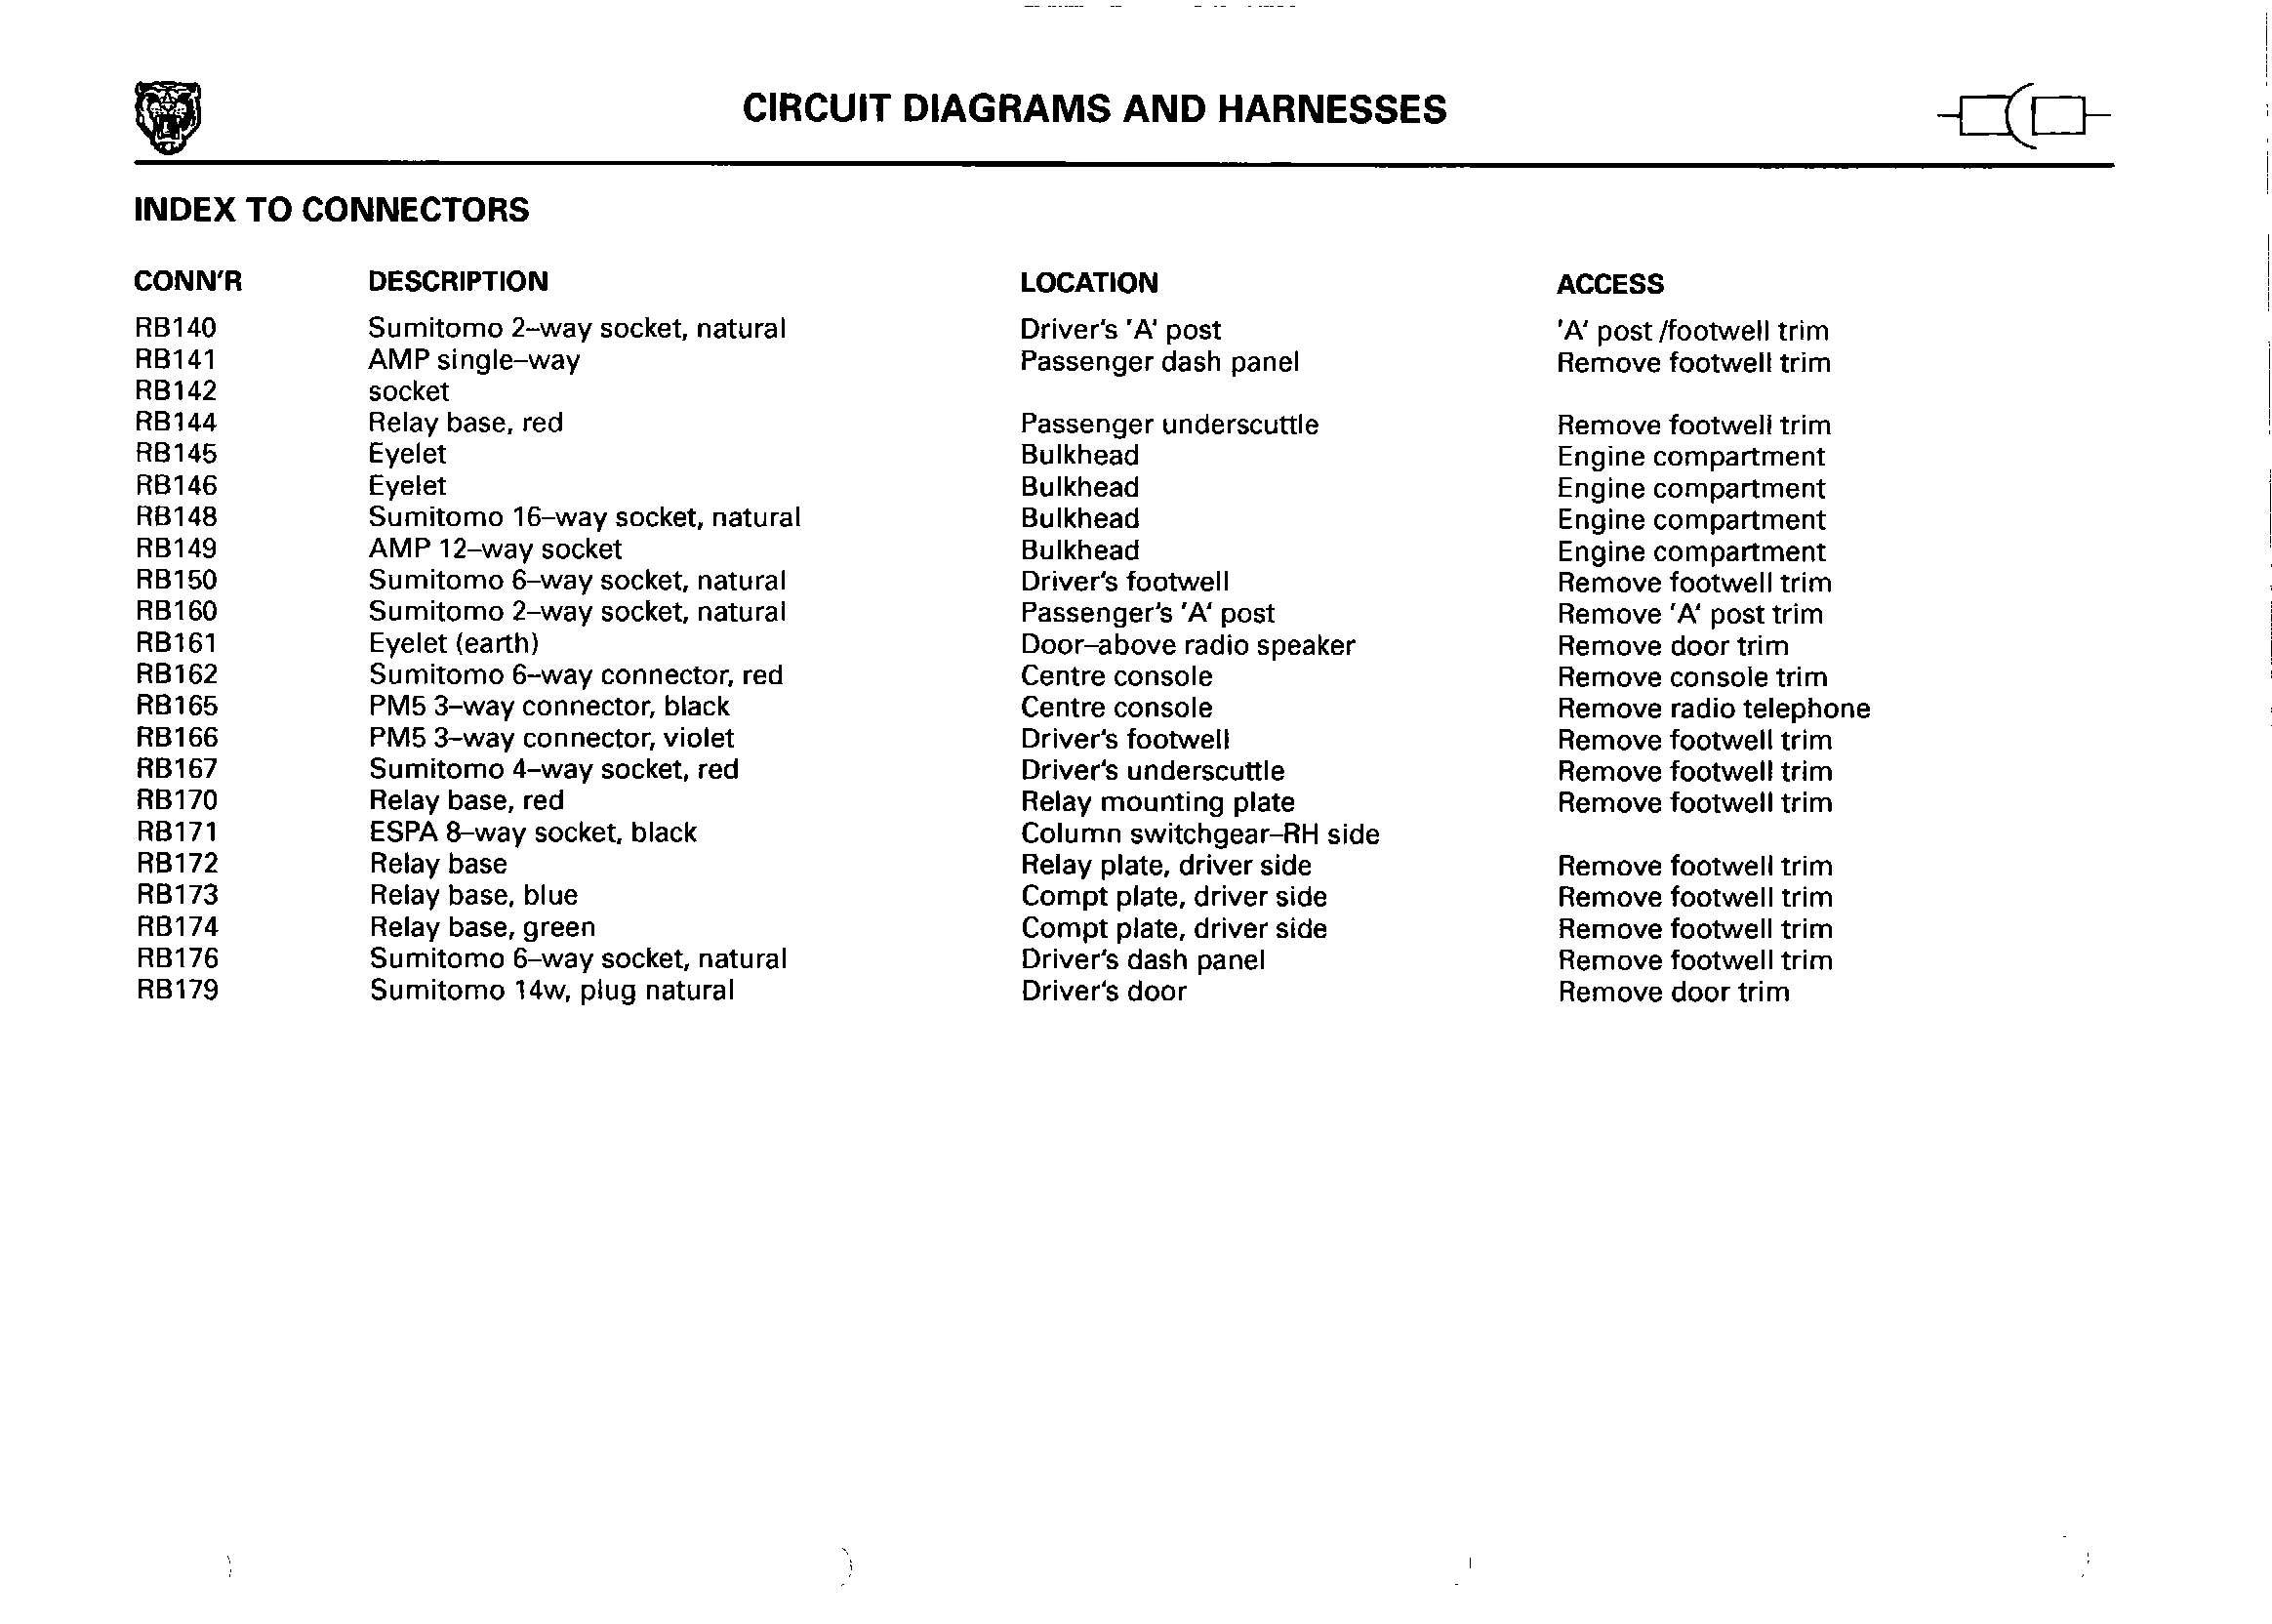 CIRCUIT DIAGRAMS AND HARNESSES
INDEX TO CONNECTORS
CONN'R DESCRIPTION LOCATION ACCESS
RB140 Sumitomo 2–way socket, natural Driver's 'A' post 'A' post /footwell trim
RB141 AMP single–way Passenger dash panel Remove footwell trim
RB142 socket
RB144 Relay base, red Passenger underscuttle Remove footwell trim
RB145 Eyelet Bulkhead Engine compartment
RB146 Eyelet Bulkhead Engine compartment
RB148 Sumitomo 16–way socket, natural Bulkhead Engine compartment
RB149 AMP 12–way socket Bulkhead Engine compartment
RB150 Sumitomo 6–way socket, natural Driver's footwell Remove footwell trim
RB160 Sumitomo 2–way socket, natural Passenger's 'A' post Remove 'A' post trim
RB161 Eyelet (earth) Door–above radio speaker Remove door trim
RB162 Sumitomo 6–way connector, red Centre console Remove console trim
RB165 PM5 3–way connector, black Centre console Remove radio telephone
RB166 PM5 3–way connector, violet Driver's footwell Remove footwell trim
RB167 Sumitomo 4–way socket, red Driver's underscuttle Remove footwell trim
RB170 Relay base, red Relay mounting plate Remove footwell trim
RB171 ESPA 8–way socket, black Column switchgear–RH side
RB172 Relay base Relay plate, driver side Remove footwell trim
RB173 Relay base, blue Compt plate, driver side Remove footwell trim
RB174 Relay base, green Compt plate, driver side Remove footwell trim
RB176 Sumitomo 6–way socket, natural Driver's dash panel Remove footwell trim
RB179 Sumitomo 14w, plug natural Driver's door Remove door trim